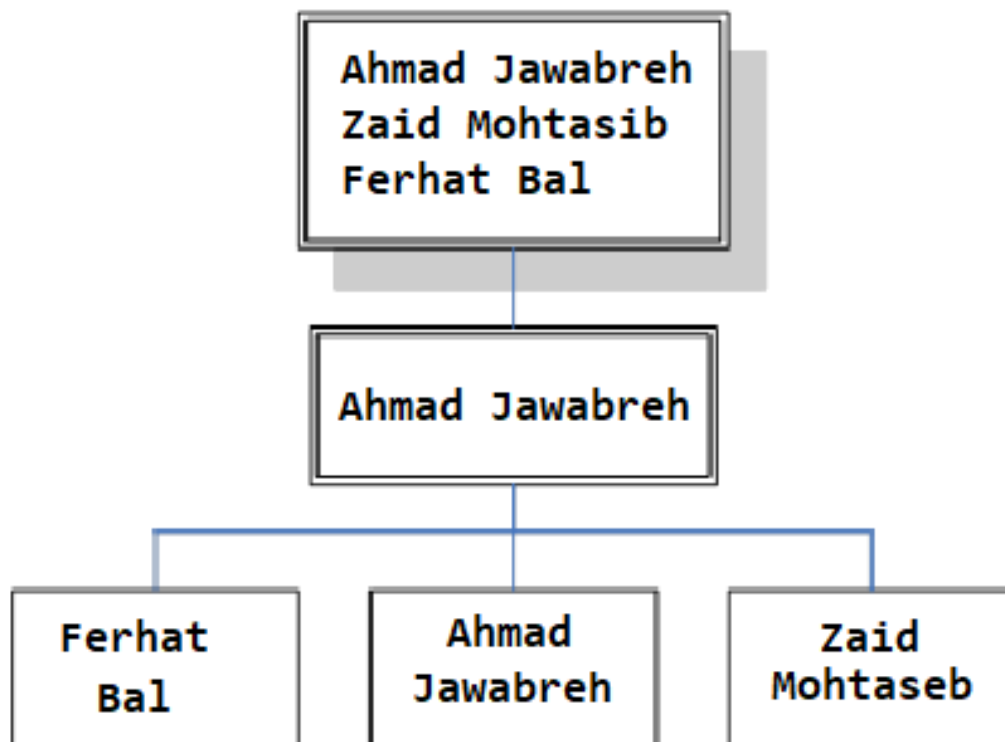 Ahmad Jawabreh
Zaid Mohtasib
Ferhat Bal
Ahmad Jawabreh
Ferhat
Bal
Ahmad
Jawabreh
Zaid
Mohtaseb